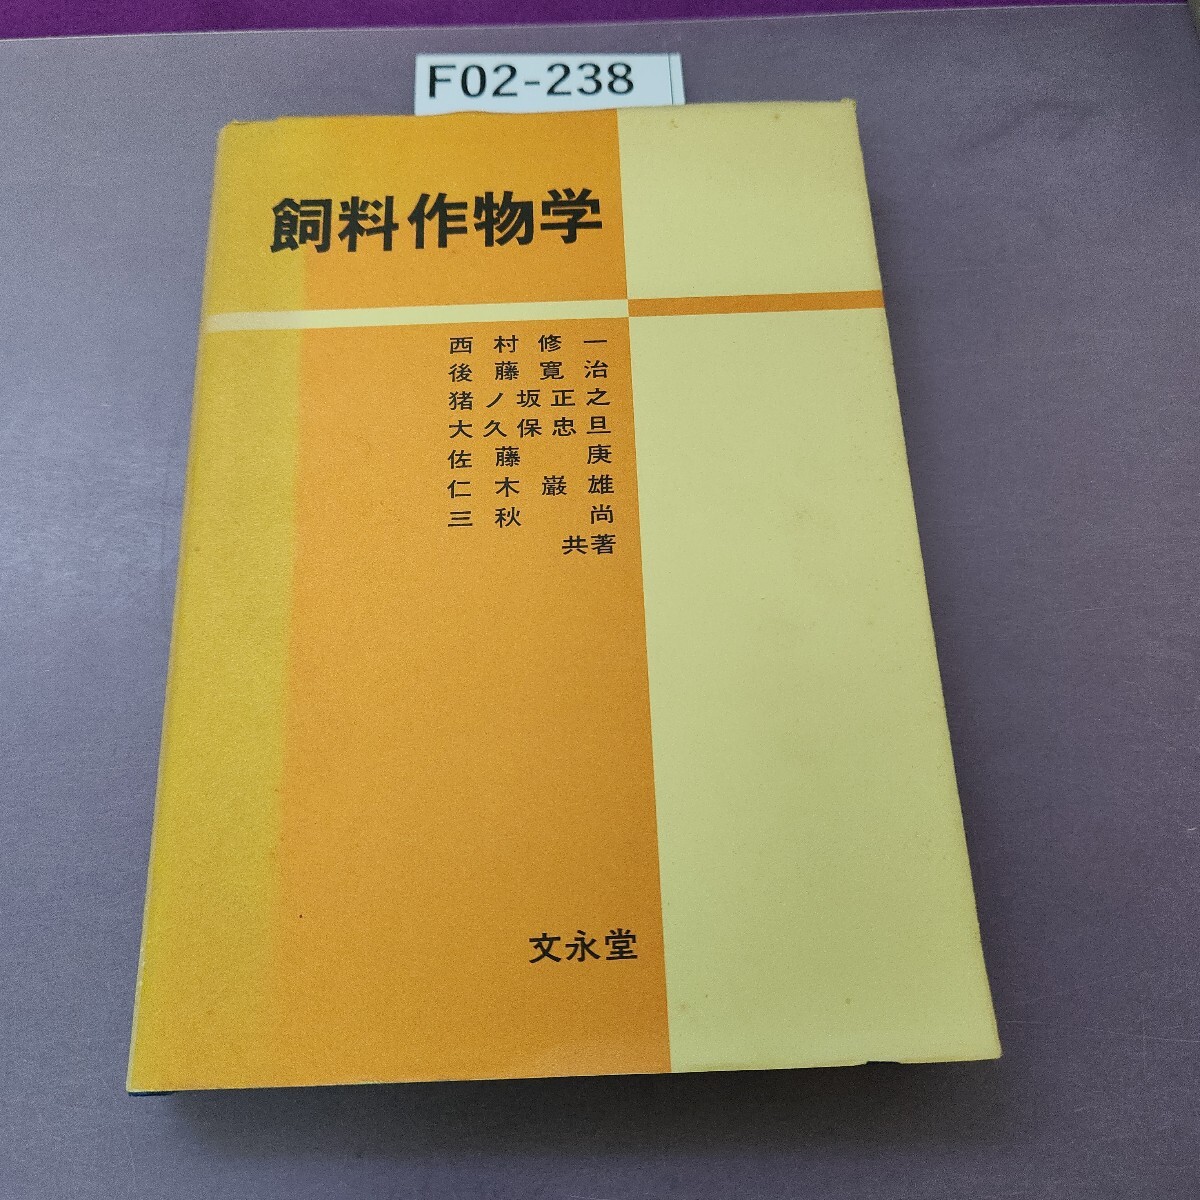 F02-238
飼料作物学
西村修一
後藤寛治
猪ノ坂正之
大久保忠旦
佐藤庚
仁木巌雄
三秋尚
共著
文永堂